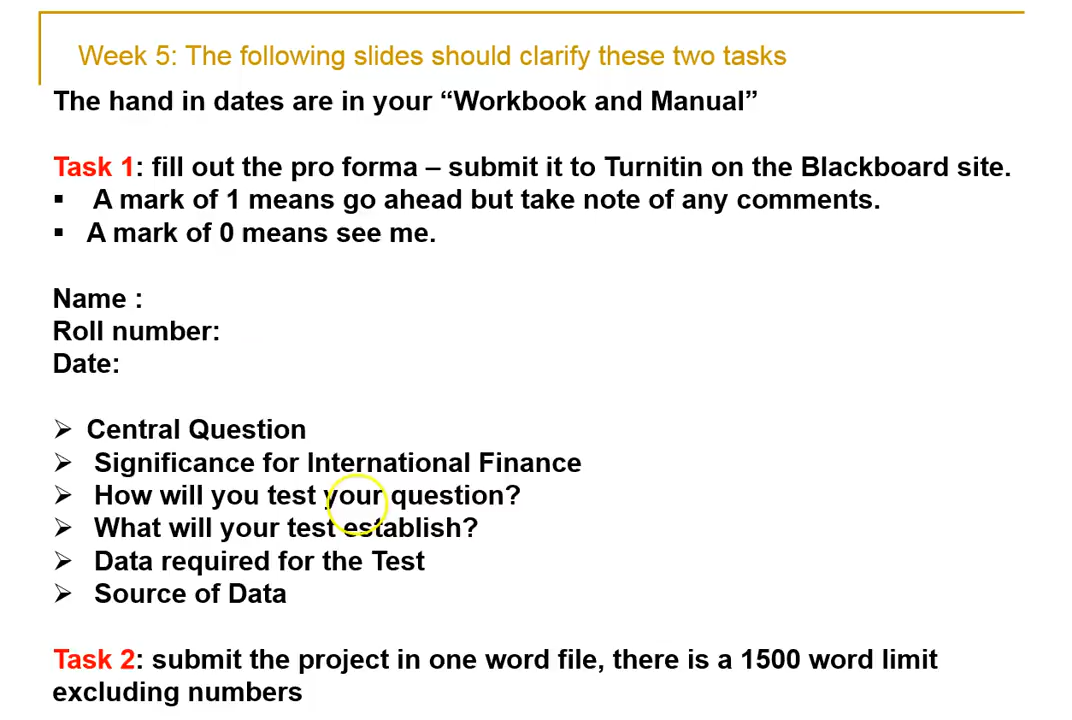 Week 5: The following slides should clarify these two tasks
The hand in dates are in your “Workbook and Manual”
Task 1: fill out the pro forma – submit it to Turnitin on the Blackboard site.
▪ A mark of 1 means go ahead but take note of any comments.
▪ A mark of 0 means see me.
Name :
Roll number:
Date:
➢ Central Question
➢ Significance for International Finance
➢ How will you test your question?
➢ What will your test establish?
➢ Data required for the Test
➢ Source of Data
Task 2: submit the project in one word file, there is a 1500 word limit
excluding numbers